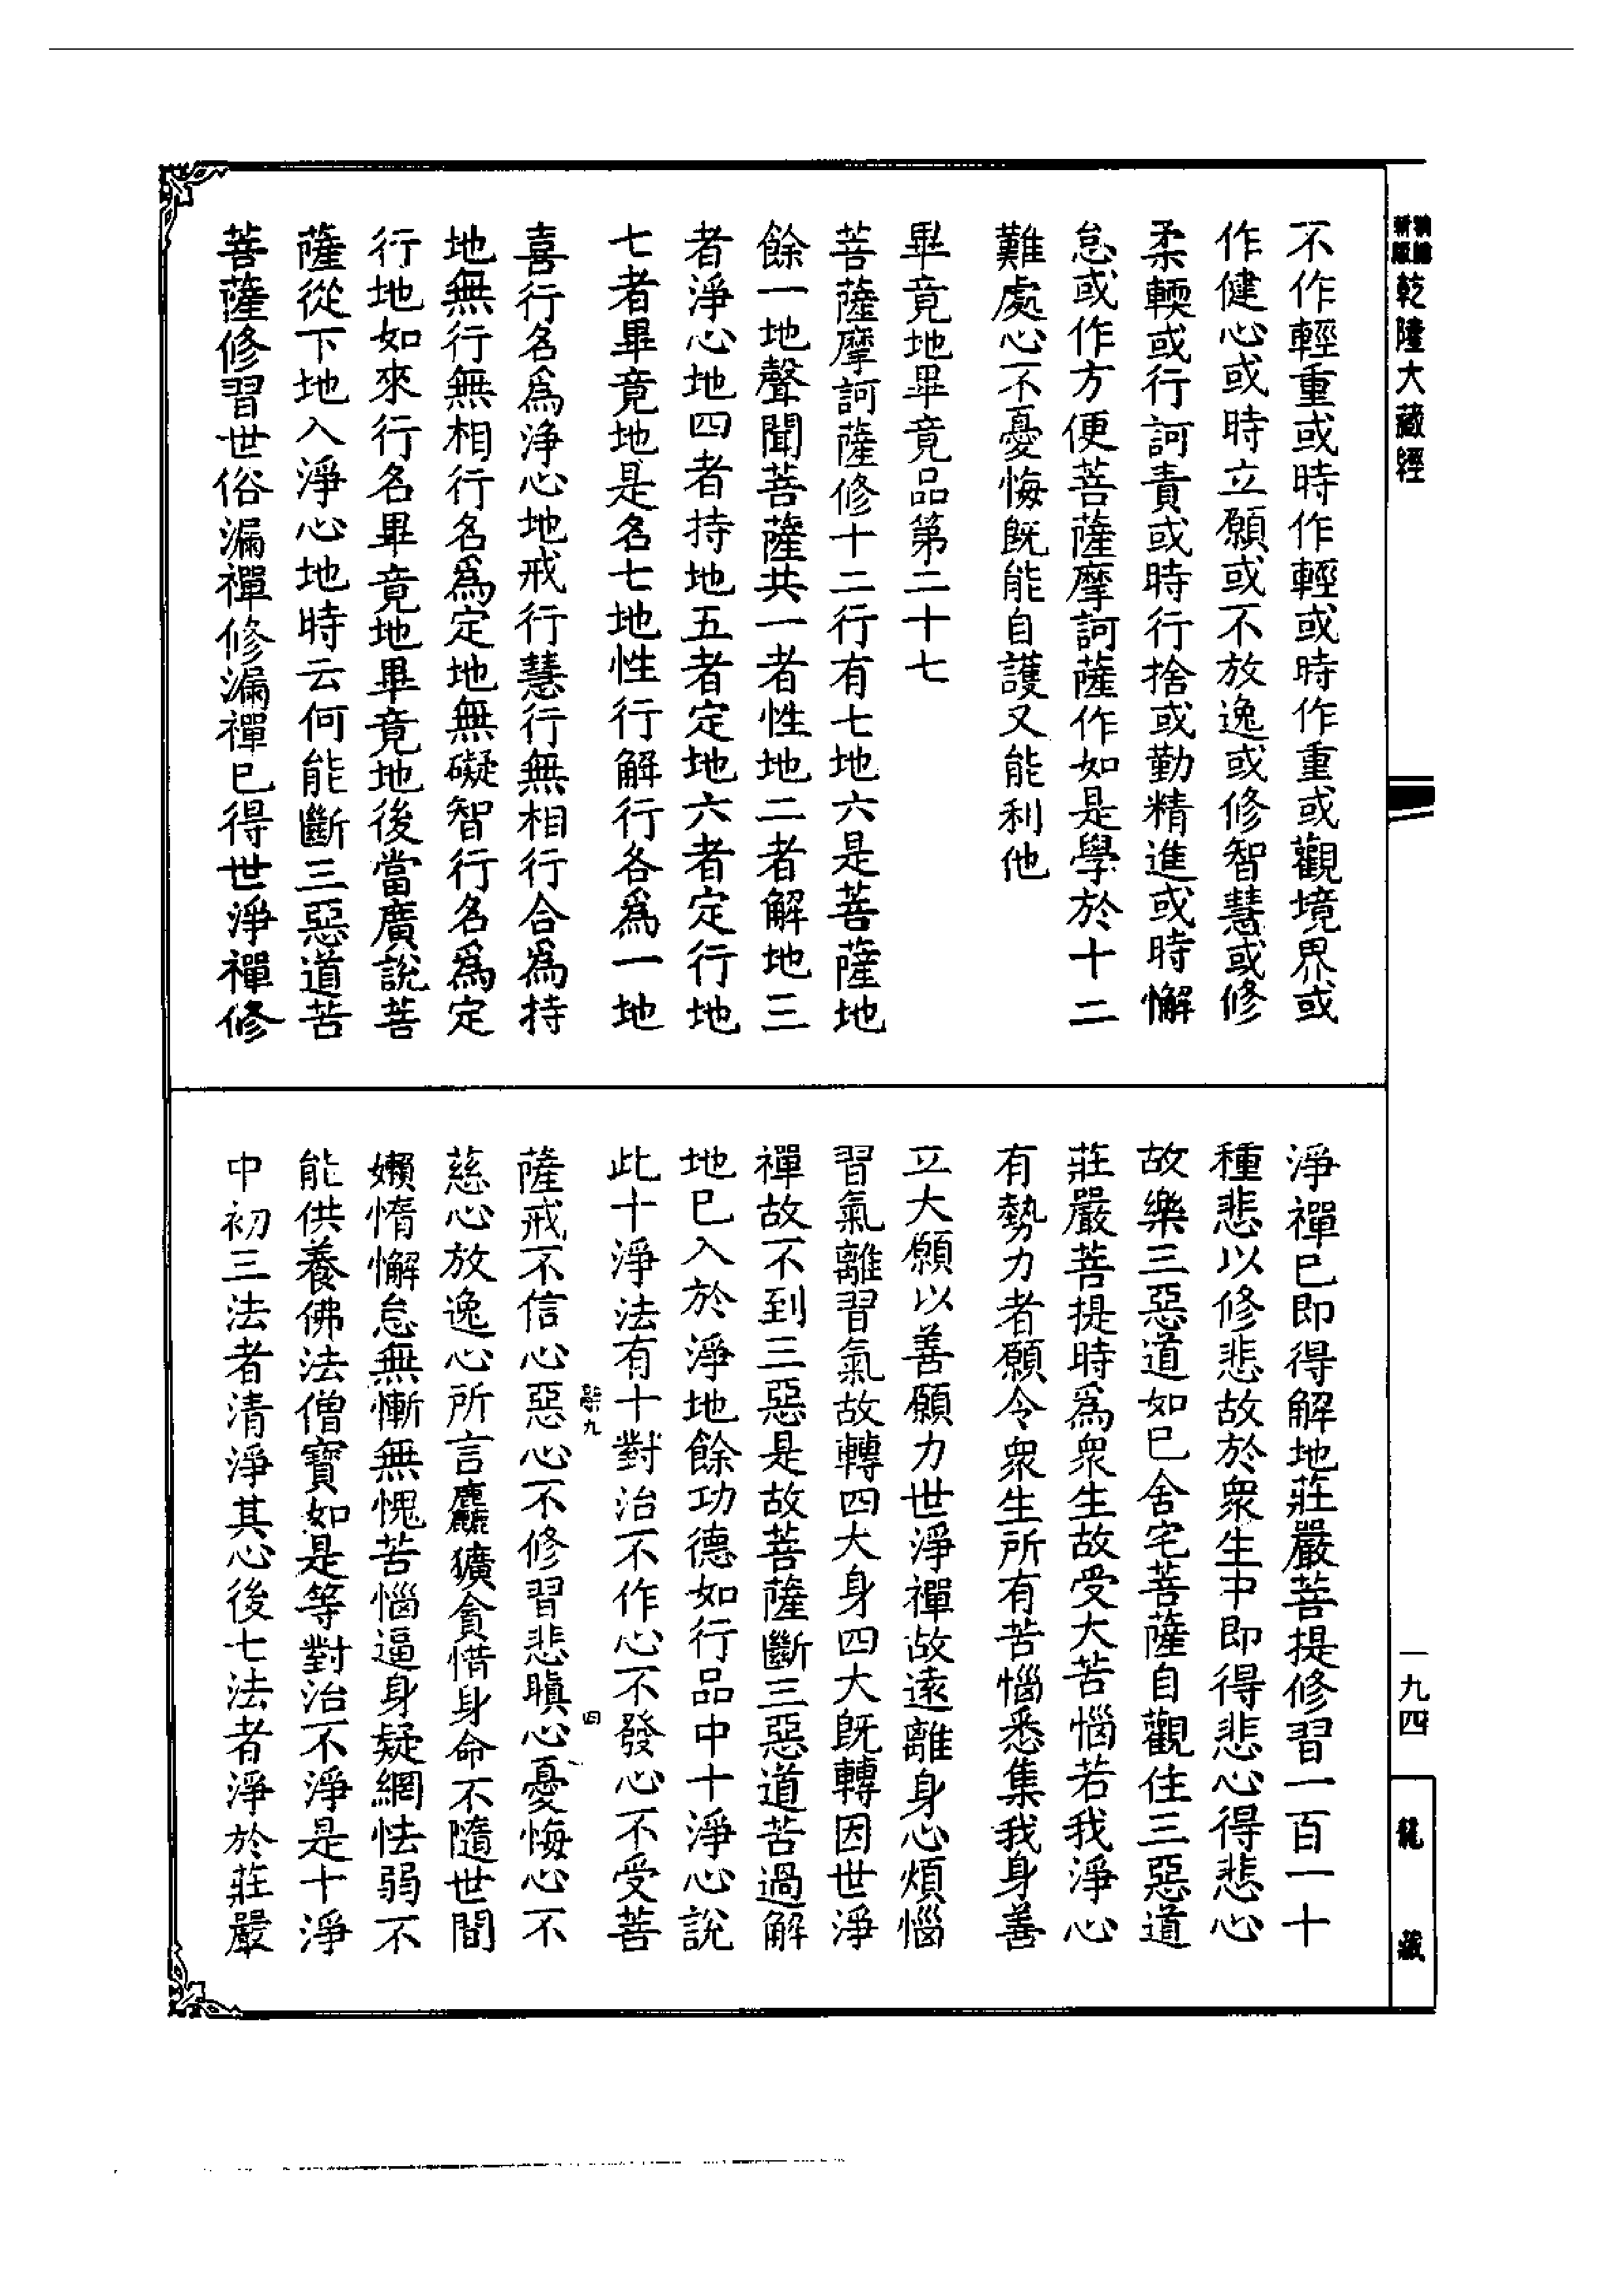 新編
新版
乾隆大藏經
一九四
龍藏
不作輕重或時作輕或時作重或觀境界或
作健心或時立願或不放逸或修智慧或修
柔輭或行訶責或時行捨或勤精進或時懈
怠或作方便菩薩摩訶薩作如是學於十二
難處心不憂悔既能自護又能利他
畢竟地畢竟品第二十七
菩薩摩訶薩修十二行有七地六是菩薩地
餘一地聲聞菩薩共一者性地二者解地三
者淨心地四者持地五者定地六者定行地
七者畢竟地是名七地性行解行各爲一地
喜行名爲淨心地戒行慧行無相行合爲持
地無行無相行名爲定地無礙智行名爲定
行地如來行名畢竟地畢竟地後當廣說菩
薩從下地入淨心地時云何能斷三惡道苦
菩薩修習世俗漏禪修漏禪已得世淨禪修
淨禪已即得解地莊嚴菩提修習一百一十
種悲以修悲故於衆生中即得悲心得悲心
故樂三惡道如已舍宅菩薩自觀住三惡道
莊嚴菩提時爲衆生故受大苦惱若我淨心
有勢力者願令衆生所有苦惱悉集我身善
立大願以善願力世淨禪故遠離身心煩惱
習氣離習氣故轉四大身四大既轉因世淨
禪故不到三惡是故菩薩斷三惡道苦過解
地已入於淨地餘功德如行品中十淨心說
此十淨法有十對治不作心不發心不受菩
薩戒不信心惡心不修習悲瞋心憂悔心不
慈心放逸心所言麤獷貪惜身命不隨世間
嬾惰懈怠無慚無愧苦惱逼身疑網怯弱不
能供養佛法僧寶如是等對治不淨是十淨
中初三法者清淨其心後七法者淨於莊嚴